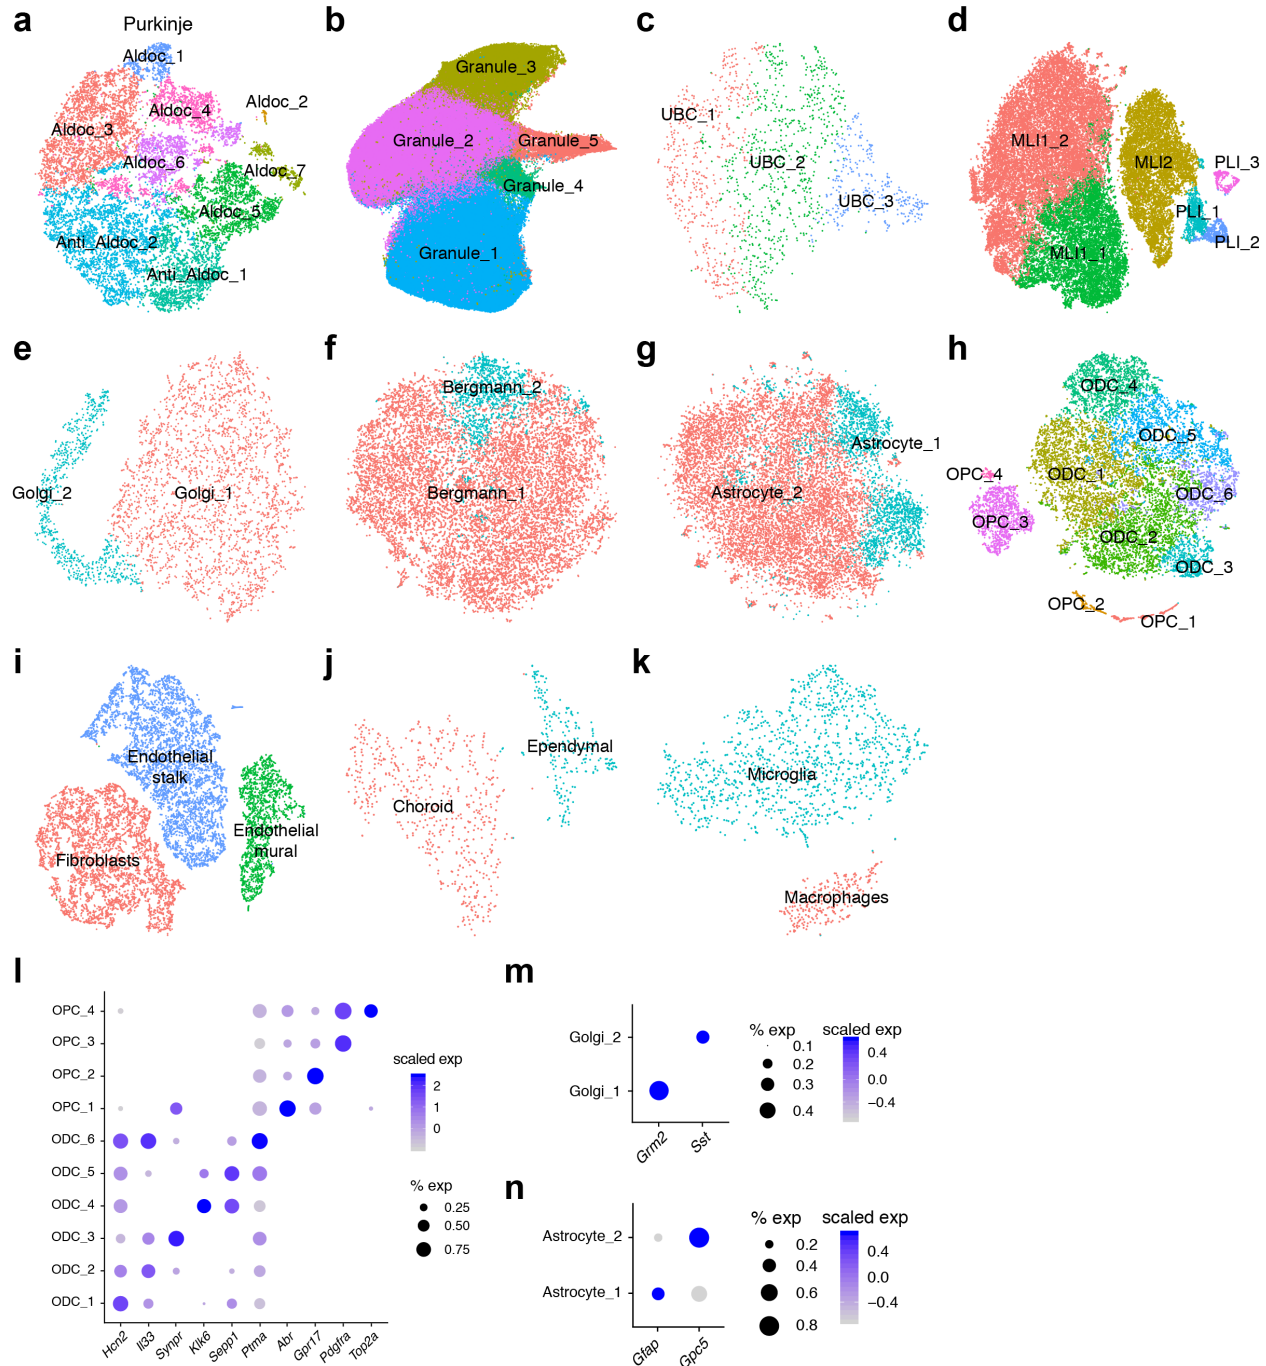 a
Purkinje
Aldoc_1
Aldoc_2
Aldoc_4
Aldoc_3
Aldoc_6
Aldoc_7
Aldoc_5
Anti_Aldoc_2
Anti_Aldoc_1
b
Granule_3
Granule_2
Granule_5
Granule_4
Granule_1
c
UBC_1
UBC_2
UBC_3
d
MLI1_2
MLI2
PLI_3
PLI_1
PLI_2
MLI1_1
e
Golgi_2
Golgi_1
f
Bergmann_2
Bergmann_1
g
Astrocyte_1
Astrocyte_2
h
ODC_4
ODC_5
ODC_1
OPC_4
ODC_6
OPC_3
ODC_2
ODC_3
OPC_2
OPC_1
i
Endothelial
stalk
Endothelial
mural
Fibroblasts
j
Ependymal
Choroid
k
Microglia
Macrophages
l
OPC_4
OPC_3
OPC_2
OPC_1
ODC_6
ODC_5
ODC_4
ODC_3
ODC_2
ODC_1
Hcn2
Il33
Synpr
Klk6
Sepp1
Ptma
Abr
Gpr17
Pdgfra
Top2a
scaled exp
2
1
0
% exp
0.25
0.50
0.75
m
Golgi_2
Golgi_1
Grm2
Sst
% exp
0.1
0.2
0.3
0.4
scaled exp
0.4
0.0
−0.4
n
Astrocyte_2
Astrocyte_1
Gfap
Gpc5
% exp
0.2
0.4
0.6
0.8
scaled exp
0.4
0.0
−0.4